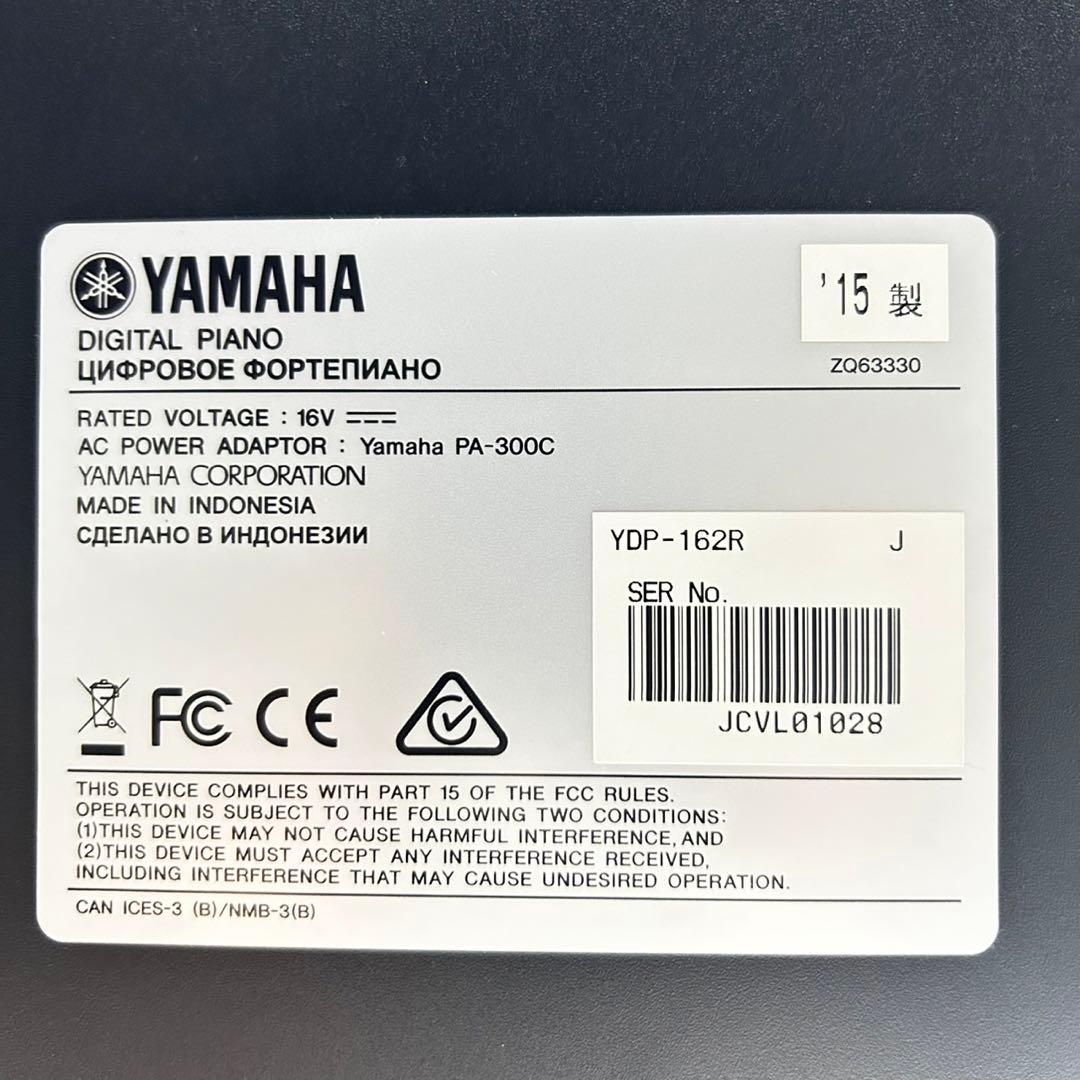 YAMAHA
DIGITAL PIANO
ЦИФРОВОЕ ФОРТЕПИАНО
'15 製
ZQ63330
RATED VOLTAGE : 16V
AC POWER ADAPTOR : Yamaha PA-300C
YAMAHA CORPORATION
MADE IN INDONESIA
СДЕЛАНО В ИНДОНЕЗИИ
YDP-162R J
SER No.
JCVL01028
FC CE
THIS DEVICE COMPLIES WITH PART 15 OF THE FCC RULES.
OPERATION IS SUBJECT TO THE FOLLOWING TWO CONDITIONS:
(1)THIS DEVICE MAY NOT CAUSE HARMFUL INTERFERENCE, AND
(2)THIS DEVICE MUST ACCEPT ANY INTERFERENCE RECEIVED,
INCLUDING INTERFERENCE THAT MAY CAUSE UNDESIRED OPERATION.
CAN ICES-3 (B)/NMB-3(B)